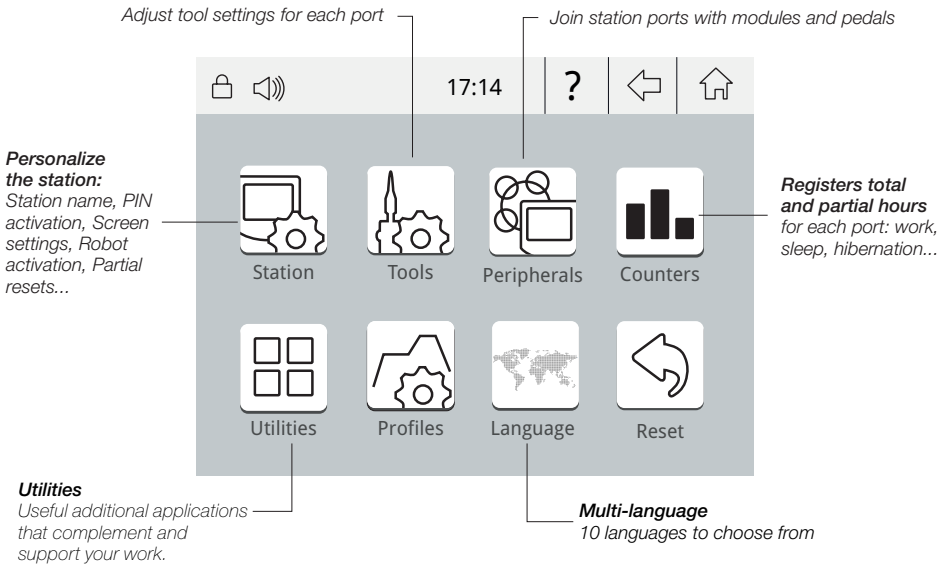 Adjust tool settings for each port
Join station ports with modules and pedals
17:14
?
Personalize
the station:
Station name, PIN
activation, Screen
settings, Robot
activation, Partial
resets...
Registers total
and partial hours
for each port: work,
sleep, hibernation...
Station
Tools
Peripherals
Counters
Utilities
Profiles
Language
Reset
Utilities
Useful additional applications
that complement and
support your work.
Multi-language
10 languages to choose from